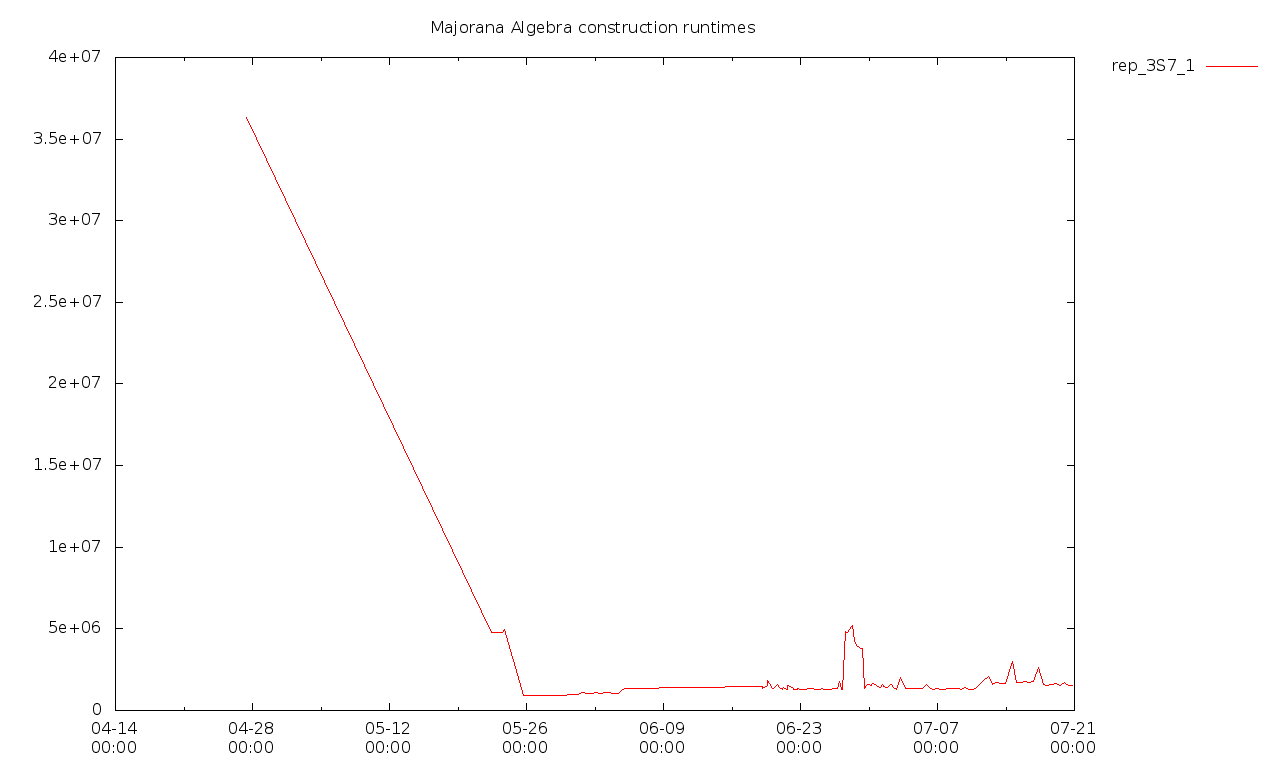 Majorana Algebra construction runtimes
4e+07
3.5e+07
3e+07
2.5e+07
2e+07
1.5e+07
1e+07
5e+06
0
rep_3S7_1
04-14 04-28 05-12 05-26 06-09 06-23 07-07 07-21
00:00 00:00 00:00 00:00 00:00 00:00 00:00 00:00